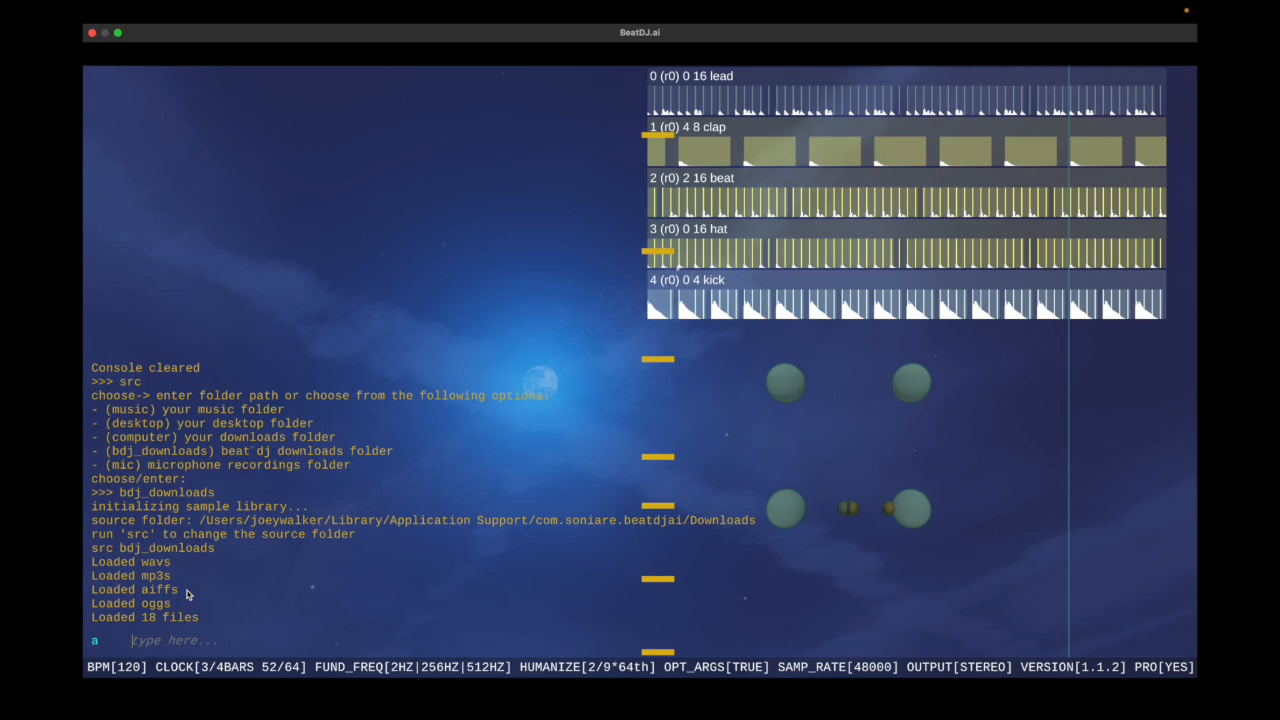 BeatDJ.ai
0 (r0) 0 16 lead
1 (r0) 4 8 clap
2 (r0) 2 16 beat
3 (r0) 0 16 hat
4 (r0) 0 4 kick
Console cleared
>>> src
choose-> enter folder path or choose from the following options:
- (music) your music folder
- (desktop) your desktop folder
- (computer) your downloads folder
- (bdj_downloads) beat dj downloads folder
- (mic) microphone recordings folder
choose/enter:
>>> bdj_downloads
initializing sample library...
source folder: /Users/joeywalker/Library/Application Support/com.soniare.beatdjai/Downloads
run 'src' to change the source folder
src bdj_downloads
Loaded wavs
Loaded mp3s
Loaded aiffs
Loaded oggs
Loaded 18 files
a type here...
BPM[120] CLOCK[3/4BARS 52/64] FUND_FREQ[2HZ|256HZ|512HZ] HUMANIZE[2/9*64th] OPT_ARGS[TRUE] SAMP_RATE[48000] OUTPUT[STEREO] VERSION[1.1.2] PRO[YES]